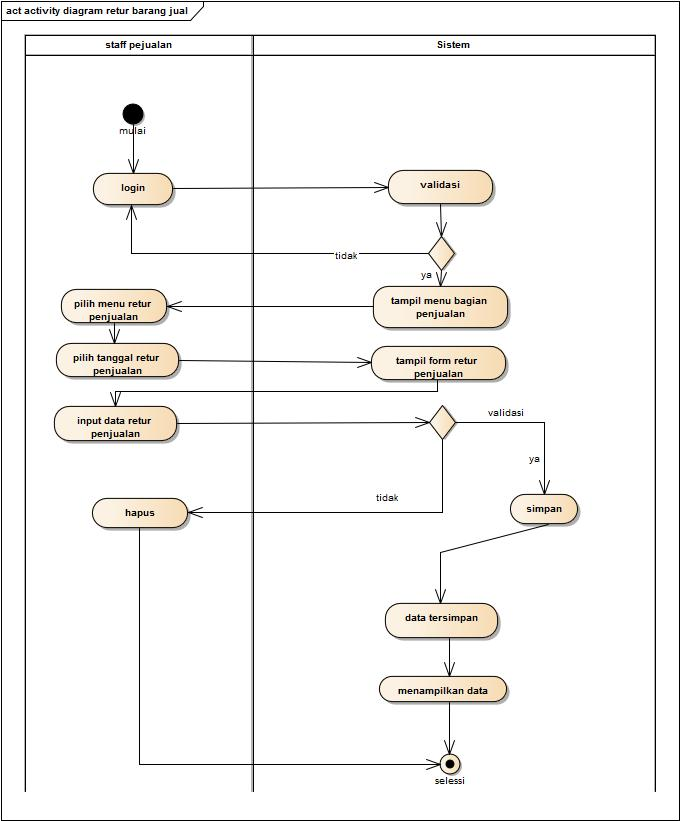 act activity diagram retur barang jual
staff pejualan
Sistem
mulai
login
validasi
tidak
ya
pilih menu retur
penjualan
tampil menu bagian
penjualan
pilih tanggal retur
penjualan
tampil form retur
penjualan
input data retur
penjualan
validasi
ya
tidak
hapus
simpan
data tersimpan
menampilkan data
selessi